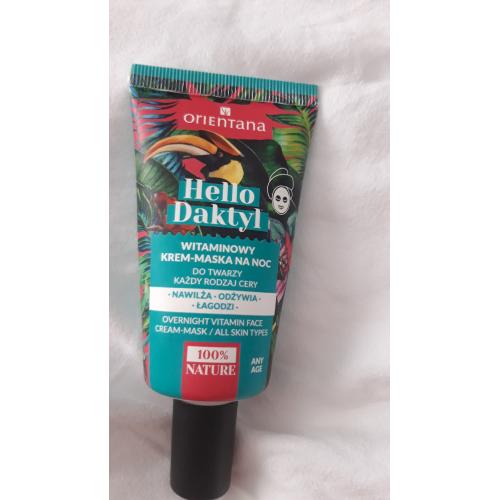 ORIENTANA
Hello
Daktyl
WITAMINOWY
KREM-MASKA NA NOC
DO TWARZY
KAŻDY RODZAJ CERY
· NAWILŻA · ODŻYWIA ·
· ŁAGODZI ·
OVERNIGHT VITAMIN FACE
CREAM-MASK / ALL SKIN TYPES
100%
NATURE
ANY
AGE